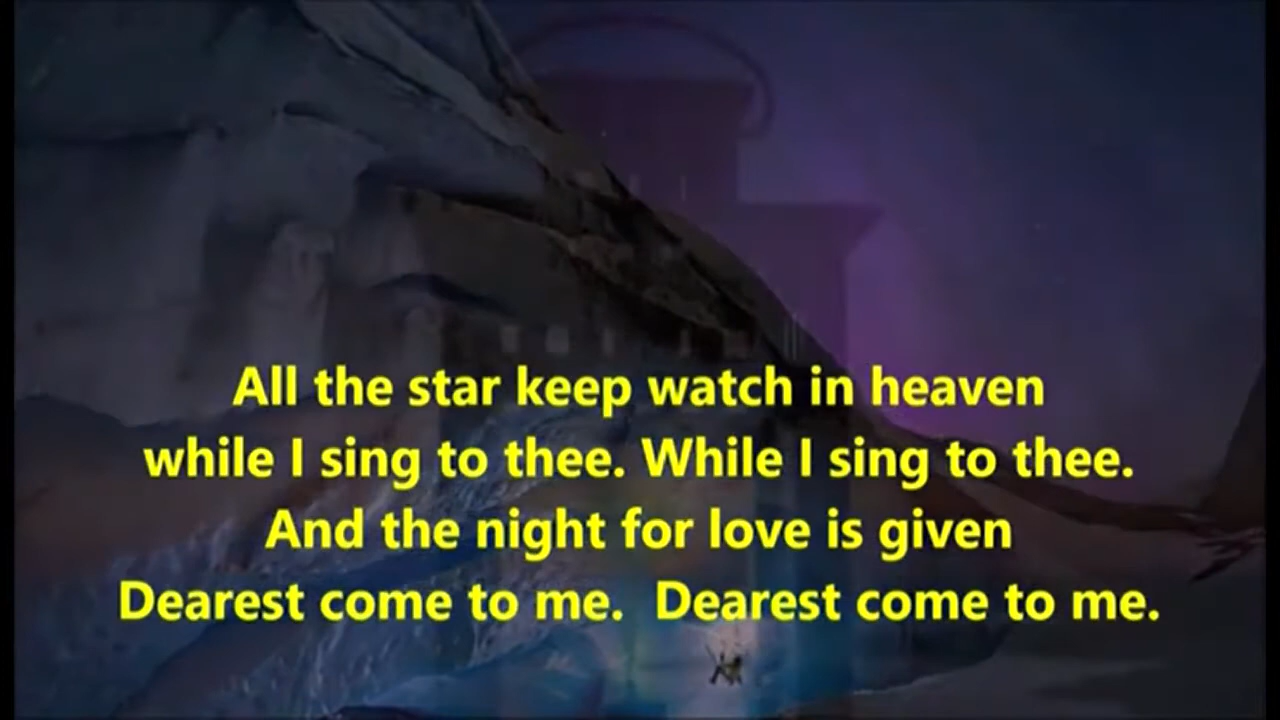 All the star keep watch in heaven
while I sing to thee. While I sing to thee.
And the night for love is given
Dearest come to me.  Dearest come to me.